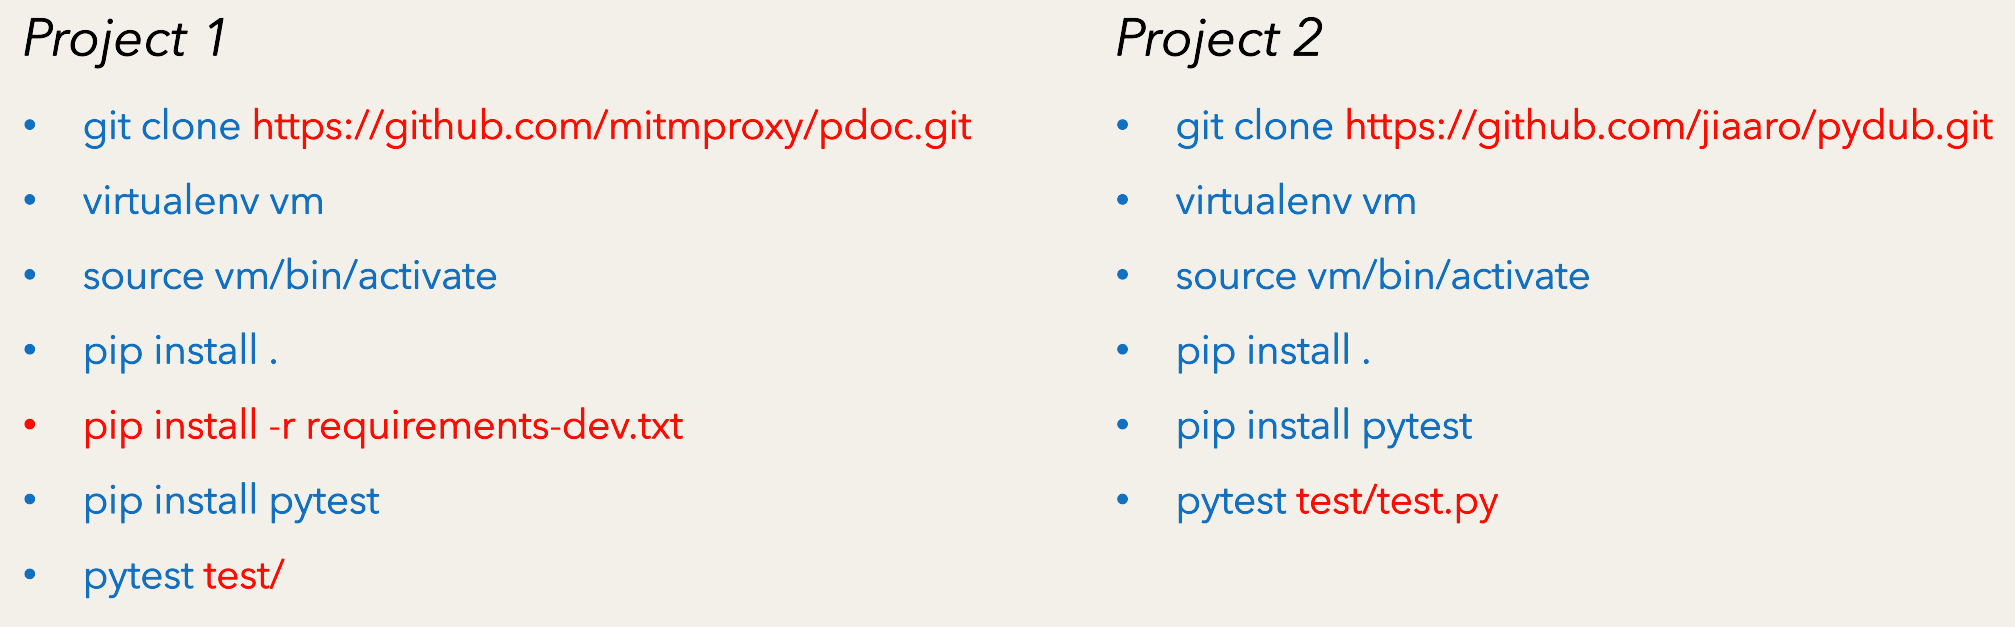 Project 1
• git clone https://github.com/mitmproxy/pdoc.git
• virtualenv vm
• source vm/bin/activate
• pip install .
• pip install -r requirements-dev.txt
• pip install pytest
• pytest test/
Project 2
• git clone https://github.com/jiaaro/pydub.git
• virtualenv vm
• source vm/bin/activate
• pip install .
• pip install pytest
• pytest test/test.py